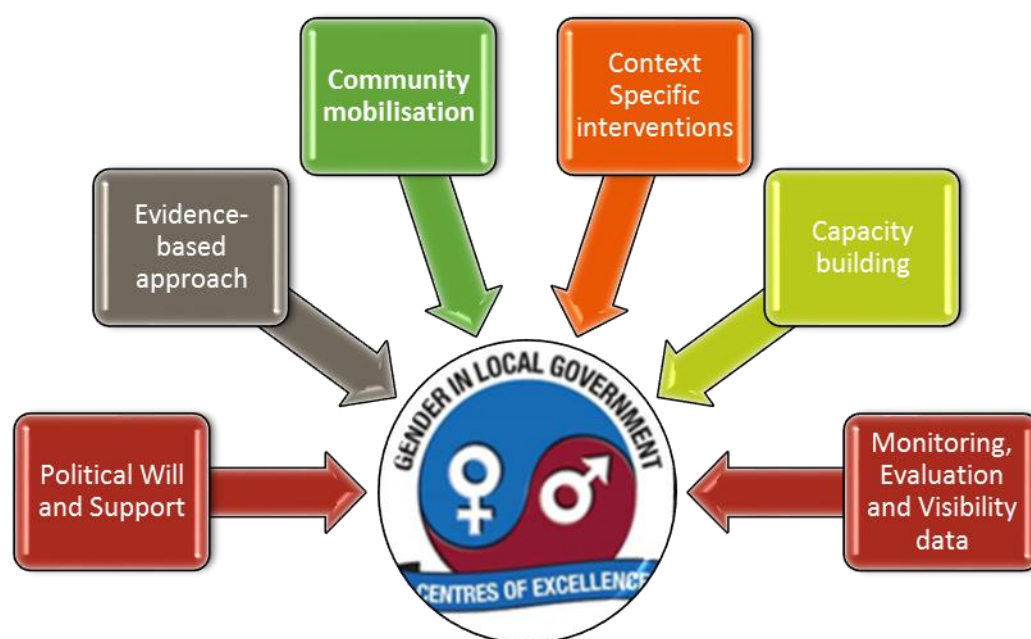 Community
mobilisation
Context
Specific
interventions
Evidence-
based
approach
Capacity
building
Political Will
and Support
Monitoring,
Evaluation
and Visibility
data
GENDER IN LOCAL GOVERNMENT
CENTRES OF EXCELLENCE